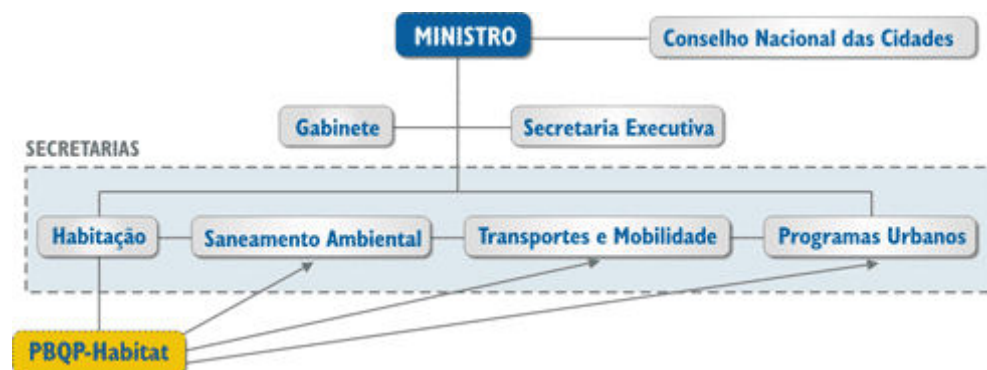 MINISTRO
Conselho Nacional das Cidades
Gabinete
Secretaria Executiva
SECRETARIAS
Habitação
Saneamento Ambiental
Transportes e Mobilidade
Programas Urbanos
PBQP-Habitat